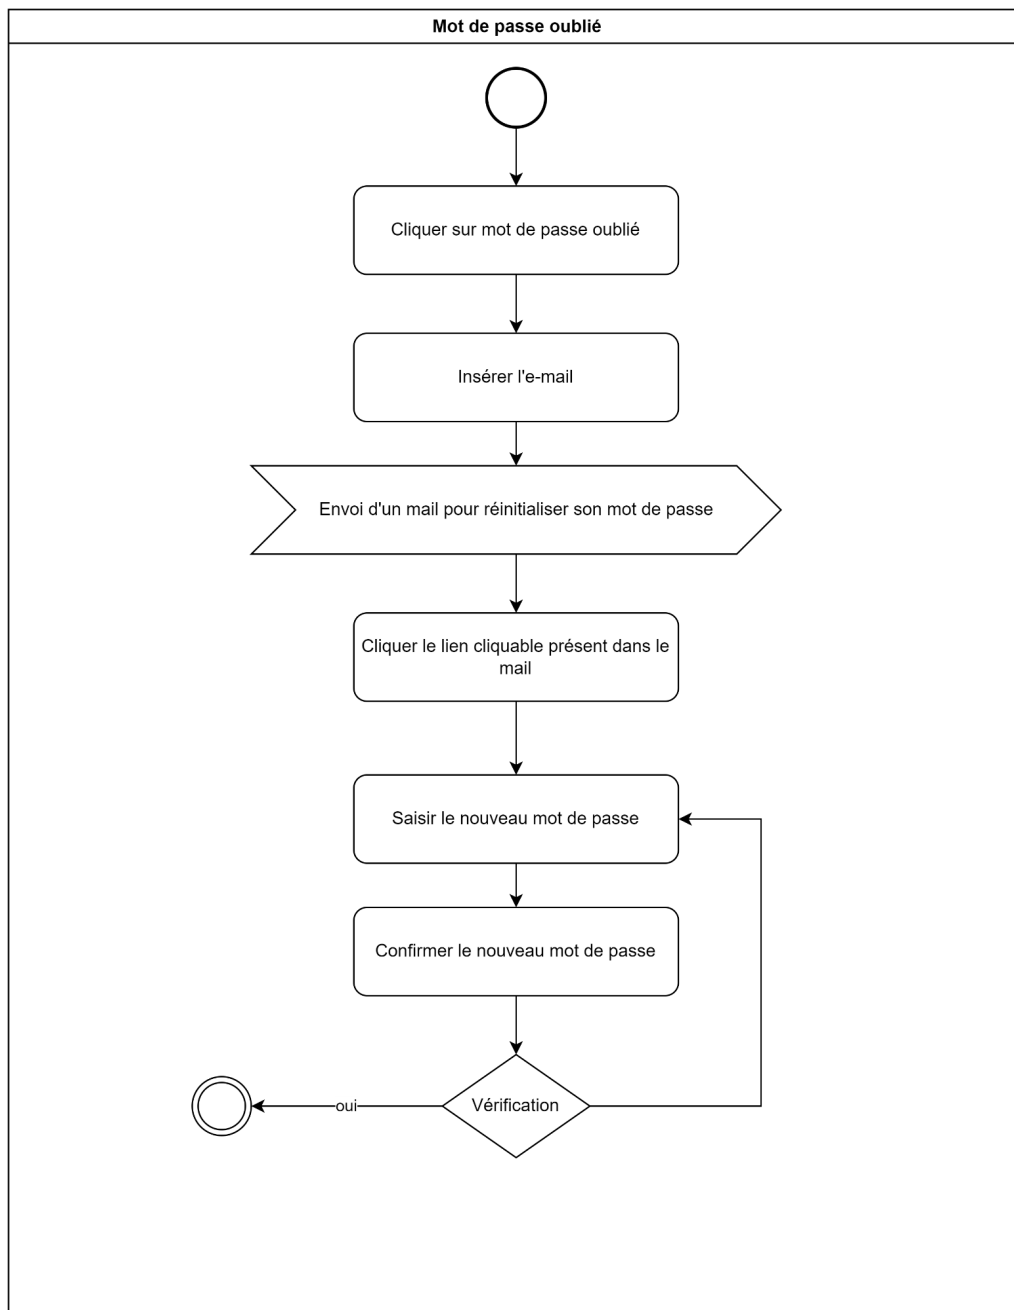 Mot de passe oublié
Cliquer sur mot de passe oublié
Insérer l'e-mail
Envoi d'un mail pour réinitialiser son mot de passe
Cliquer le lien cliquable présent dans le
mail
Saisir le nouveau mot de passe
Confirmer le nouveau mot de passe
oui
Vérification